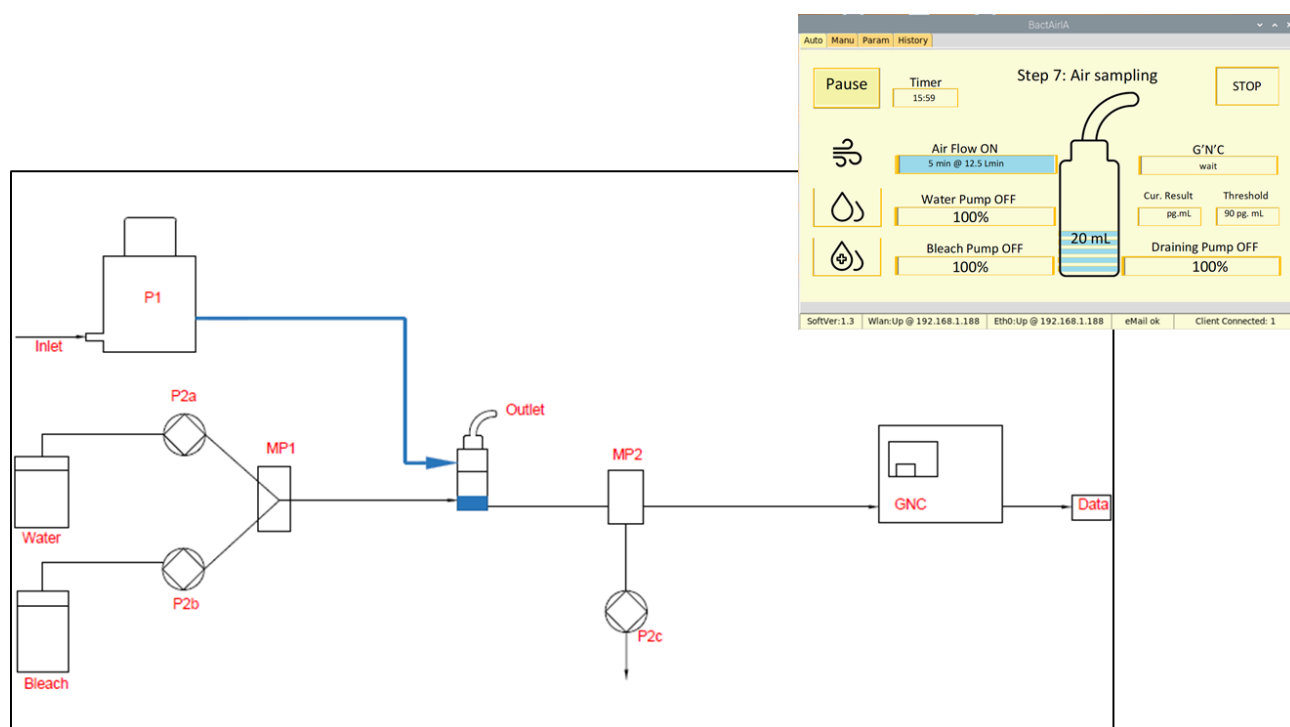 BactAirIA
Auto Manu Param History
Pause
Timer
15:59
Step 7: Air sampling
STOP
Air Flow ON
5 min @ 12.5 Lmin
G'N'C
wait
Water Pump OFF
100%
Cur. Result
pg.mL
Threshold
90 pg. mL
20 mL
Bleach Pump OFF
100%
Draining Pump OFF
100%
SoftVer:1.3 Wlan:Up @ 192.168.1.188 Eth0:Up @ 192.168.1.188 eMail ok Client Connected: 1
P1
Inlet
P2a
MP1
Outlet
MP2
GNC
Data
Water
P2b
P2c
Bleach